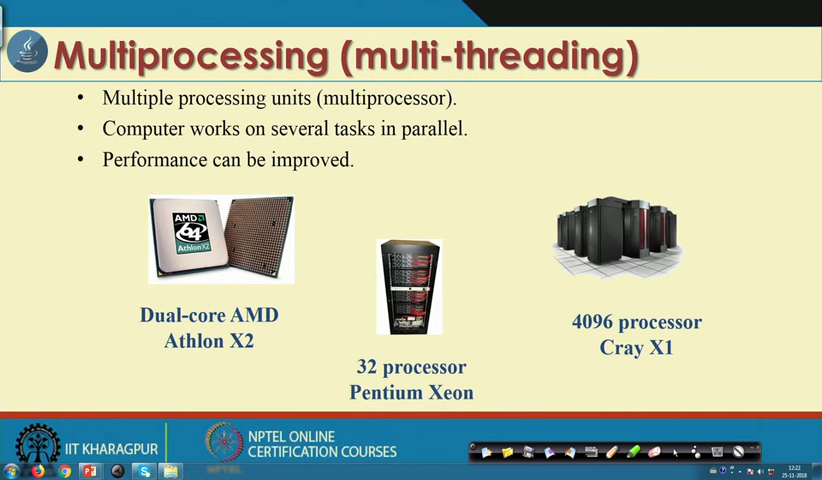 Multiprocessing (multi-threading)
• Multiple processing units (multiprocessor).
• Computer works on several tasks in parallel.
• Performance can be improved.
AMD
64
Athlon X2
Dual-core AMD
Athlon X2
32 processor
Pentium Xeon
4096 processor
Cray X1
IIT KHARAGPUR
NPTEL ONLINE
CERTIFICATION COURSES
NPTEL
12:22
25-11-2018